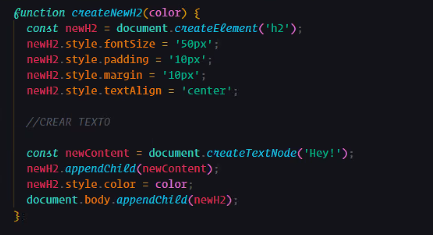 function createNewH2(color) {
const newH2 = document.createElement('h2');
newH2.style.fontSize = '50px';
newH2.style.padding = '10px';
newH2.style.margin = '10px';
newH2.style.textAlign = 'center';
//CREAR TEXTO
const newContent = document.createTextNode('Hey!');
newH2.appendChild(newContent);
newH2.style.color = color;
document.body.appendChild(newH2);
}